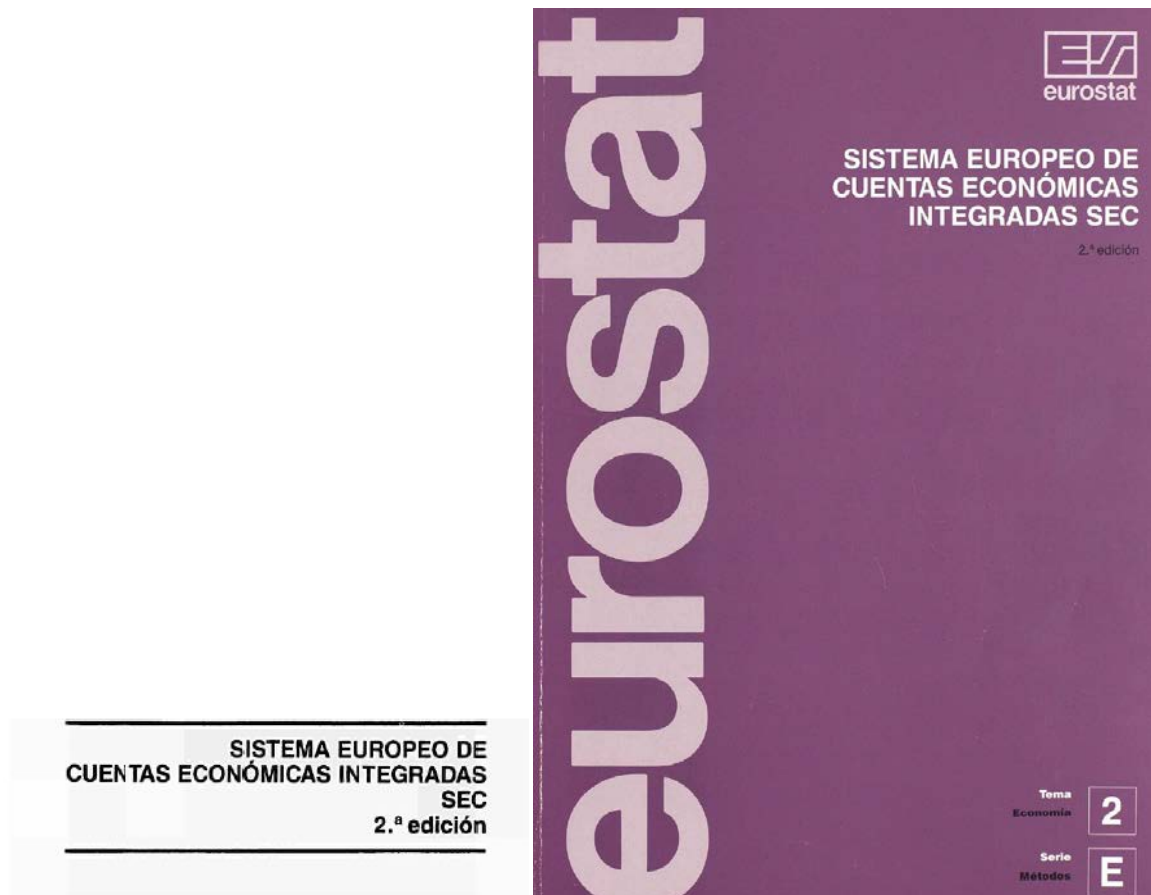 SISTEMA EUROPEO DE
CUENTAS ECONÓMICAS INTEGRADAS
SEC
2.ª edición
eurostat
eurostat
SISTEMA EUROPEO DE
CUENTAS ECONÓMICAS
INTEGRADAS SEC
2.ª edición
Tema
Economía
2
Serie
Métodos
E